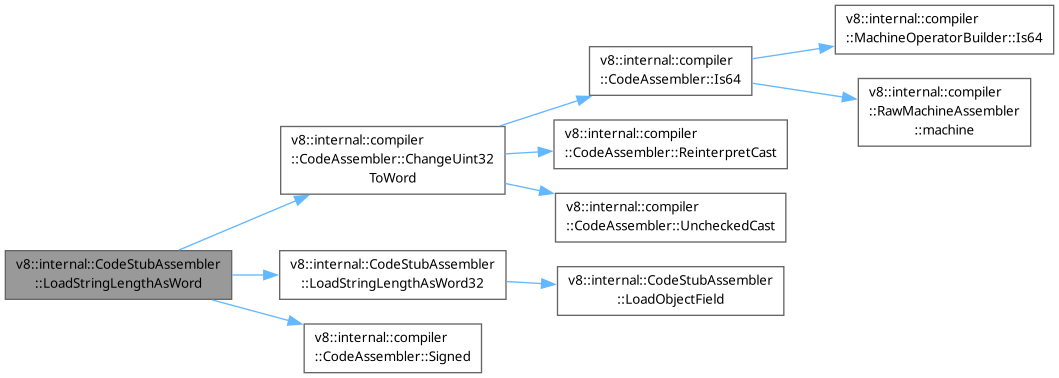 v8::internal::compiler
::MachineOperatorBuilder::Is64
v8::internal::compiler
::CodeAssembler::Is64
v8::internal::compiler
::RawMachineAssembler
::machine
v8::internal::compiler
::CodeAssembler::ChangeUint32
ToWord
v8::internal::compiler
::CodeAssembler::ReinterpretCast
v8::internal::compiler
::CodeAssembler::UncheckedCast
v8::internal::CodeStubAssembler
::LoadStringLengthAsWord
v8::internal::CodeStubAssembler
::LoadStringLengthAsWord32
v8::internal::CodeStubAssembler
::LoadObjectField
v8::internal::compiler
::CodeAssembler::Signed